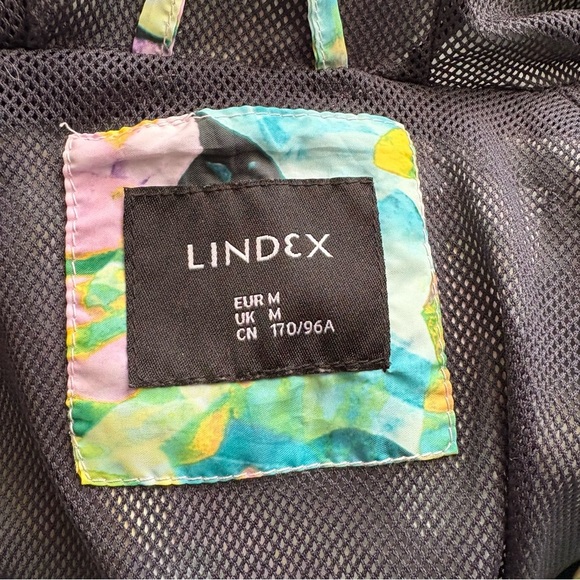 LINDEX
EUR M
UK M
CN 170/96A